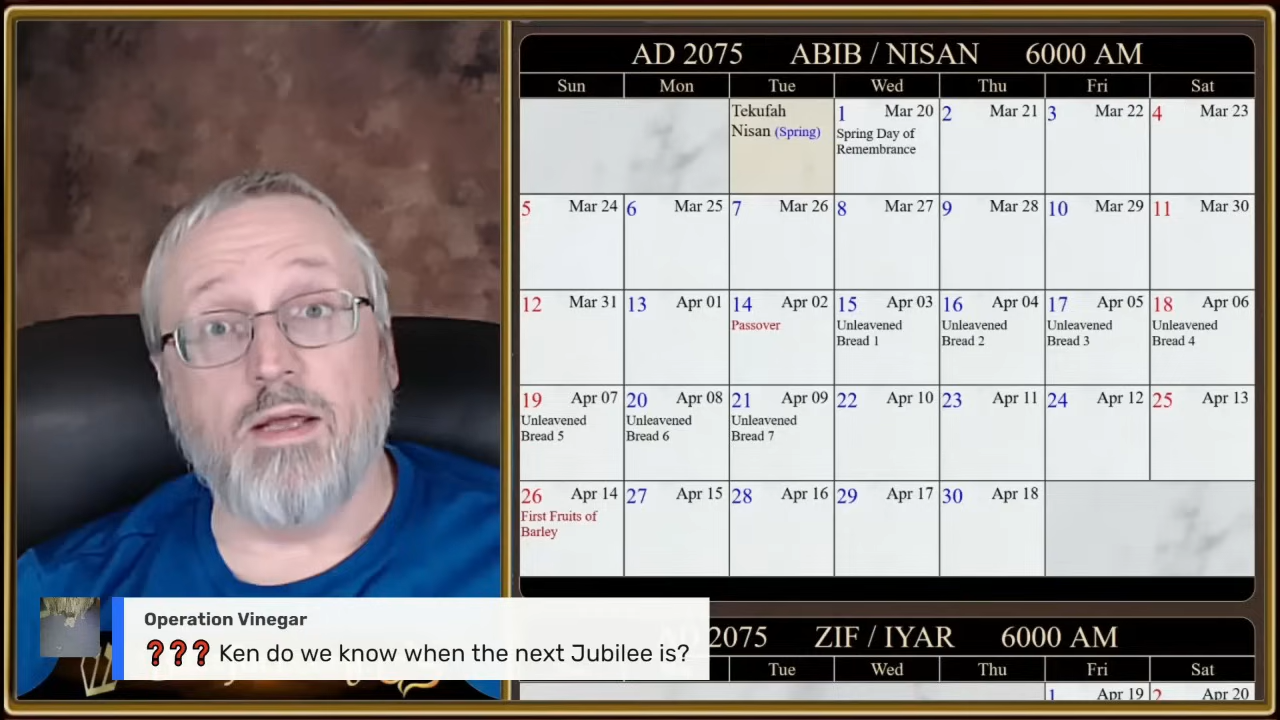 AD 2075 ABIB / NISAN 6000 AM
Sun Mon Tue Wed Thu Fri Sat
Tekufah
Nisan (Spring)
1 Mar 20
Spring Day of
Remembrance
2 Mar 21
3 Mar 22
4 Mar 23
5 Mar 24
6 Mar 25
7 Mar 26
8 Mar 27
9 Mar 28
10 Mar 29
11 Mar 30
12 Mar 31
13 Apr 01
14 Apr 02
Passover
15 Apr 03
Unleavened
Bread 1
16 Apr 04
Unleavened
Bread 2
17 Apr 05
Unleavened
Bread 3
18 Apr 06
Unleavened
Bread 4
19 Apr 07
Unleavened
Bread 5
20 Apr 08
Unleavened
Bread 6
21 Apr 09
Unleavened
Bread 7
22 Apr 10
23 Apr 11
24 Apr 12
25 Apr 13
26 Apr 14
First Fruits of
Barley
27 Apr 15
28 Apr 16
29 Apr 17
30 Apr 18
2075 ZIF / IYAR 6000 AM
Tue Wed Thu Fri Sat
1 Apr 19
2 Apr 20
Operation Vinegar
❓❓❓ Ken do we know when the next Jubilee is?